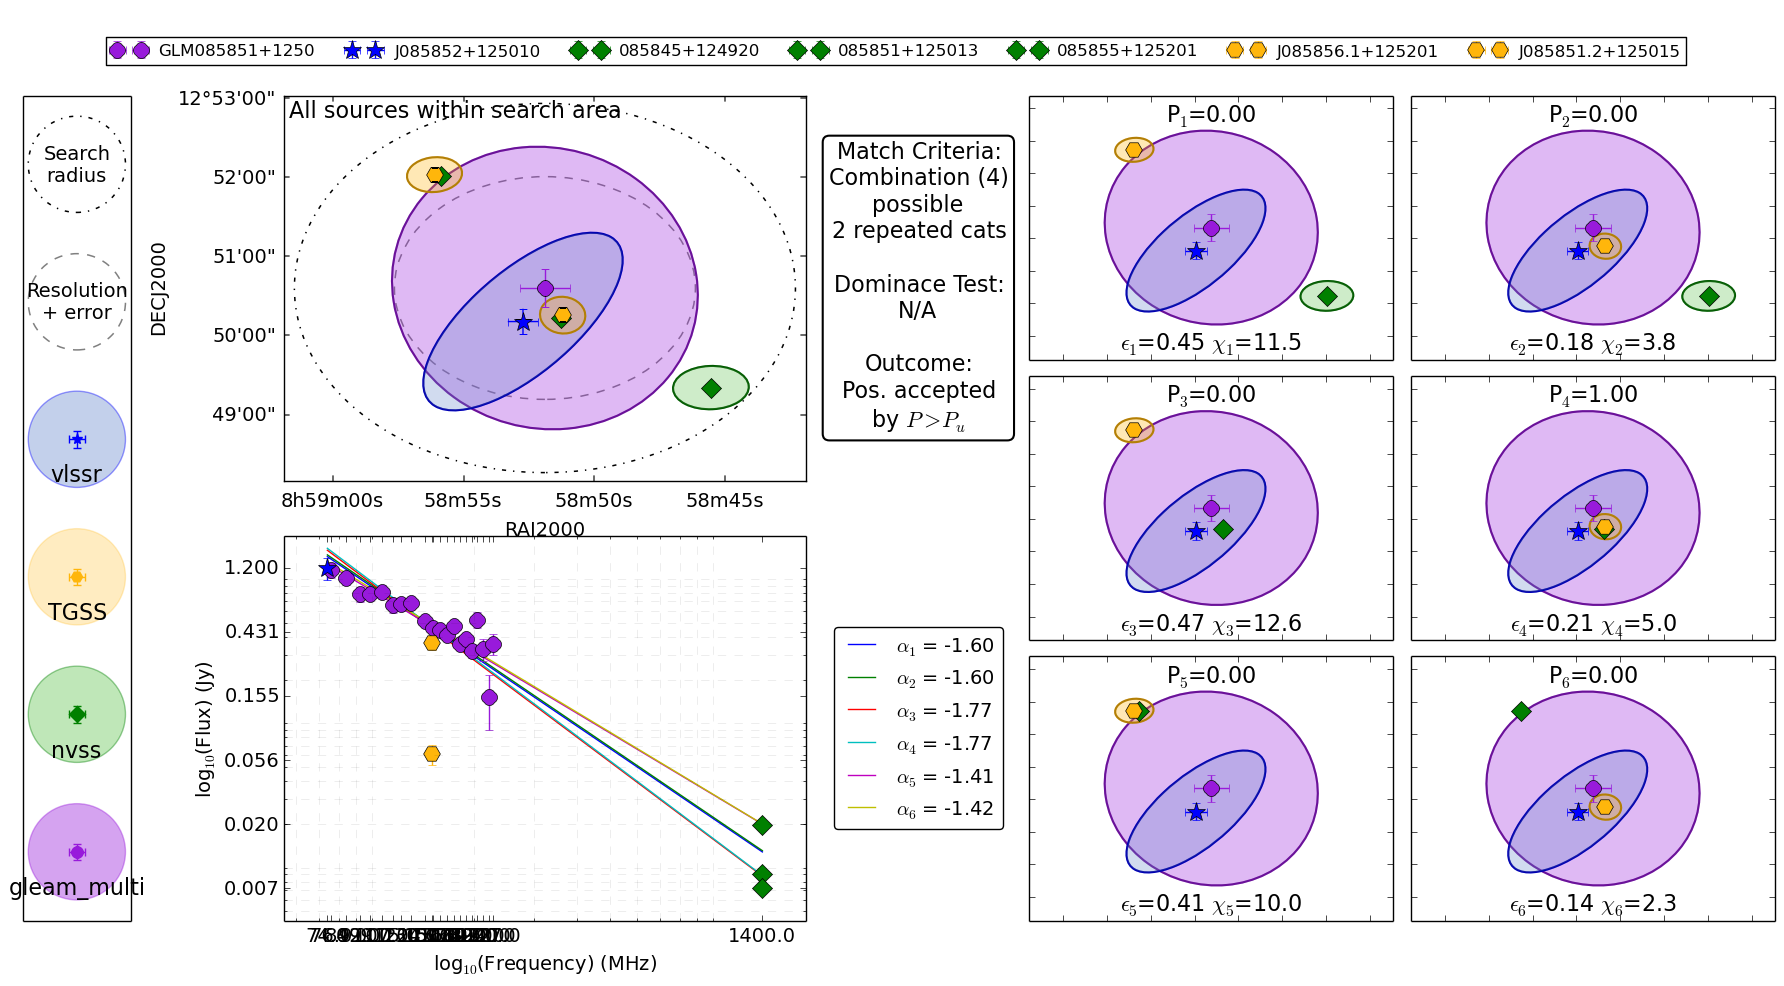 GLM085851+1250 J085852+125010 085845+124920 085851+125013 085855+125201 J085856.1+125201 J085851.2+125015
Search
radius
Resolution
+ error
vlssr
TGSS
nvss
gleam_multi
All sources within search area
12°53'00"
52'00"
51'00"
50'00"
49'00"
DECJ2000
8h59m00s 58m55s 58m50s 58m45s
RAJ2000
Match Criteria:
Combination (4)
possible
2 repeated cats
Dominace Test:
N/A
Outcome:
Pos. accepted
by P>Pᵤ
1.200
0.431
0.155
0.056
0.020
0.007
log₁₀(Flux) (Jy)
1400.0
log₁₀(Frequency) (MHz)
α₁ = -1.60
α₂ = -1.60
α₃ = -1.77
α₄ = -1.77
α₅ = -1.41
α₆ = -1.42
P₁=0.00
ϵ₁=0.45 χ₁=11.5
P₂=0.00
ϵ₂=0.18 χ₂=3.8
P₃=0.00
ϵ₃=0.47 χ₃=12.6
P₄=1.00
ϵ₄=0.21 χ₄=5.0
P₅=0.00
ϵ₅=0.41 χ₅=10.0
P₆=0.00
ϵ₆=0.14 χ₆=2.3